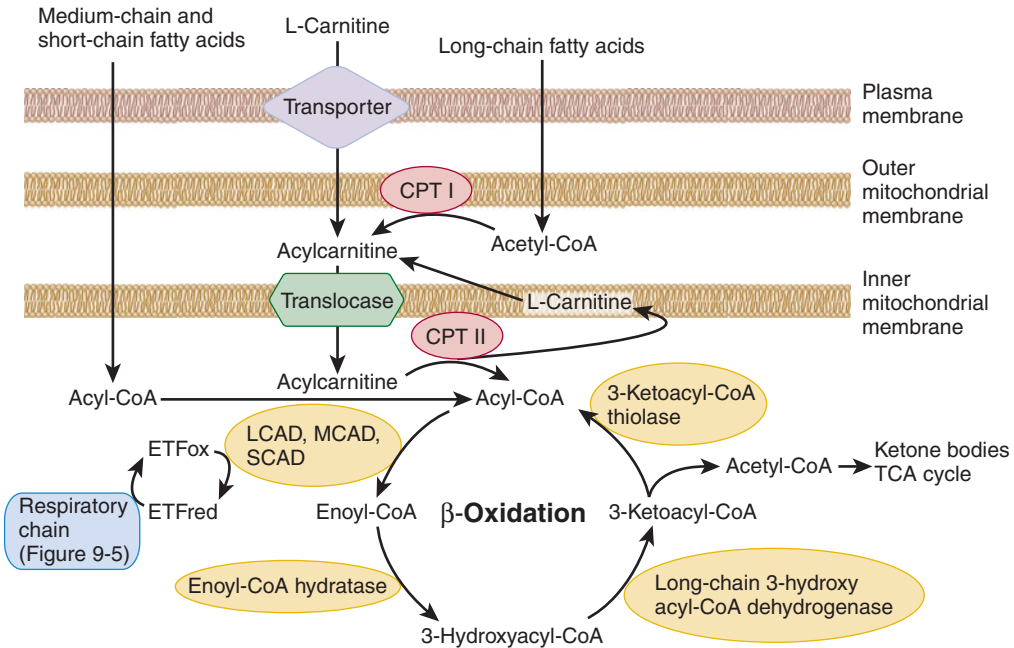 Medium-chain and
short-chain fatty acids
L-Carnitine
Long-chain fatty acids
Transporter
Plasma
membrane
CPT I
Outer
mitochondrial
membrane
Acylcarnitine
Acetyl-CoA
Translocase
L-Carnitine
Inner
mitochondrial
membrane
CPT II
Acylcarnitine
Acyl-CoA
Acyl-CoA
3-Ketoacyl-CoA
thiolase
LCAD, MCAD,
SCAD
ETFox
Acetyl-CoA
Ketone bodies
TCA cycle
Respiratory
chain
(Figure 9-5)
ETFred
Enoyl-CoA
β-Oxidation
3-Ketoacyl-CoA
Enoyl-CoA hydratase
Long-chain 3-hydroxy
acyl-CoA dehydrogenase
3-Hydroxyacyl-CoA